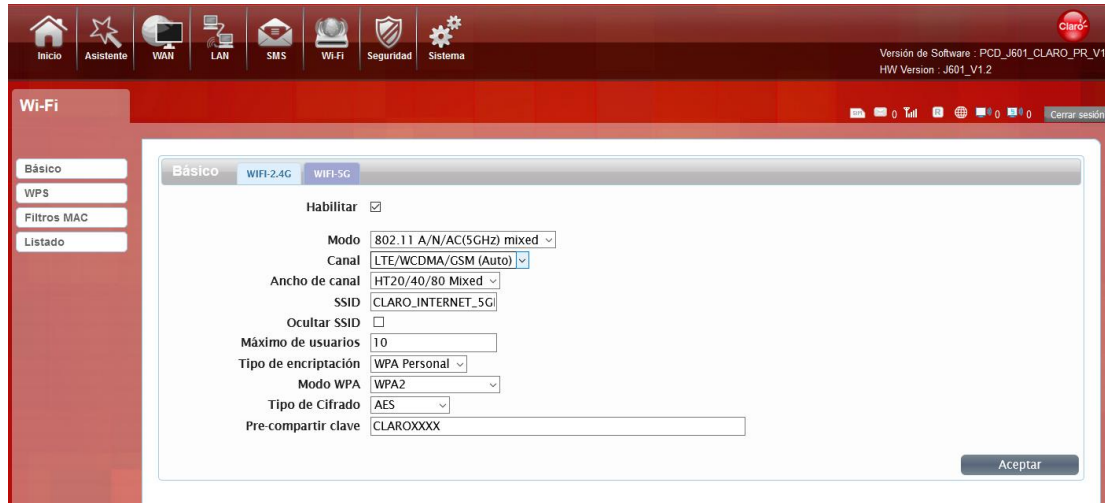 Inicio Asistente WAN LAN SMS Wi-Fi Seguridad Sistema
Claro
Versión de Software : PCD_J601_CLARO_PR_V1
HW Version : J601_V1.2
Wi-Fi
0 R 0 0 Cerrar sesión
Básico
WPS
Filtros MAC
Listado
Básico WIFI-2.4G WIFI-5G
Habilitar
Modo 802.11 A/N/AC(5GHz) mixed
Canal LTE/WCDMA/GSM (Auto)
Ancho de canal HT20/40/80 Mixed
SSID CLARO_INTERNET_5G
Ocultar SSID
Máximo de usuarios 10
Tipo de encriptación WPA Personal
Modo WPA WPA2
Tipo de Cifrado AES
Pre-compartir clave CLAROXXXX
Aceptar